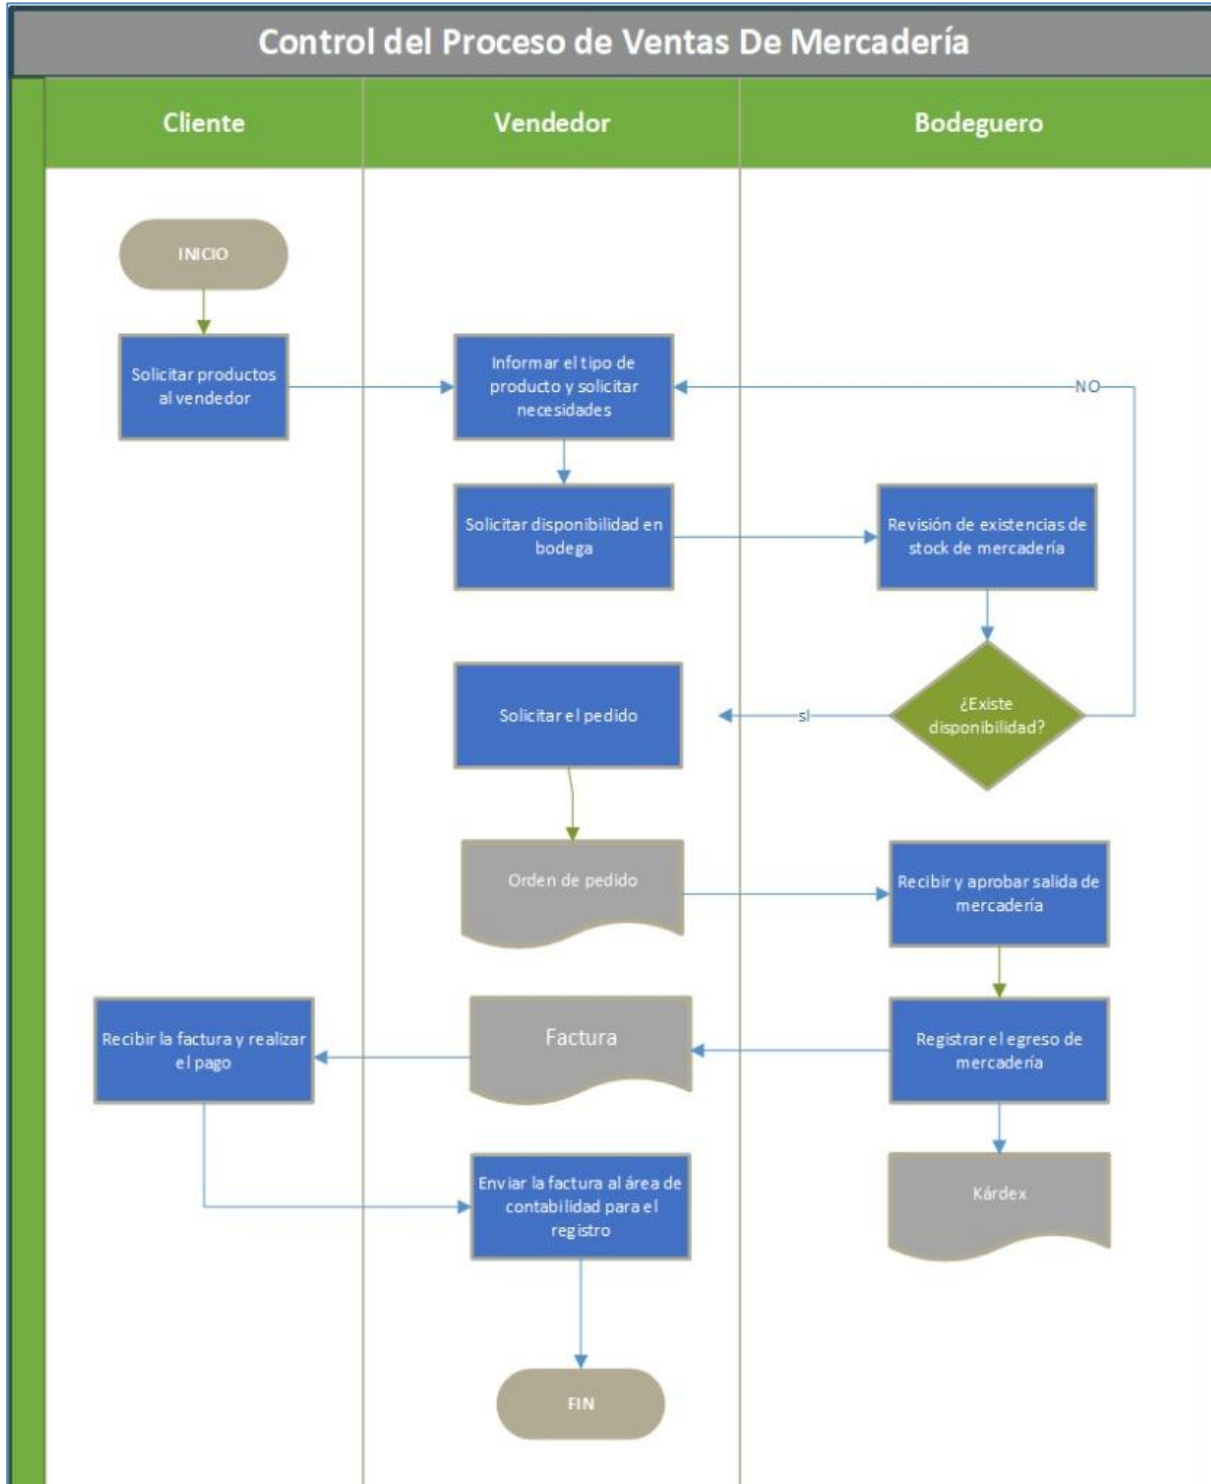 Control del Proceso de Ventas De Mercadería
Cliente
Vendedor
Bodeguero
INICIO
Solicitar productos
al vendedor
Informar el tipo de
producto y solicitar
necesidades
NO
Solicitar disponibilidad en
bodega
Revisión de existencias de
stock de mercadería
Solicitar el pedido
sI
¿Existe
disponibilidad?
Orden de pedido
Recibir y aprobar salida de
mercadería
Recibir la factura y realizar
el pago
Factura
Registrar el egreso de
mercadería
Enviar la factura al área de
contabilidad para el
registro
Kárdex
FIN